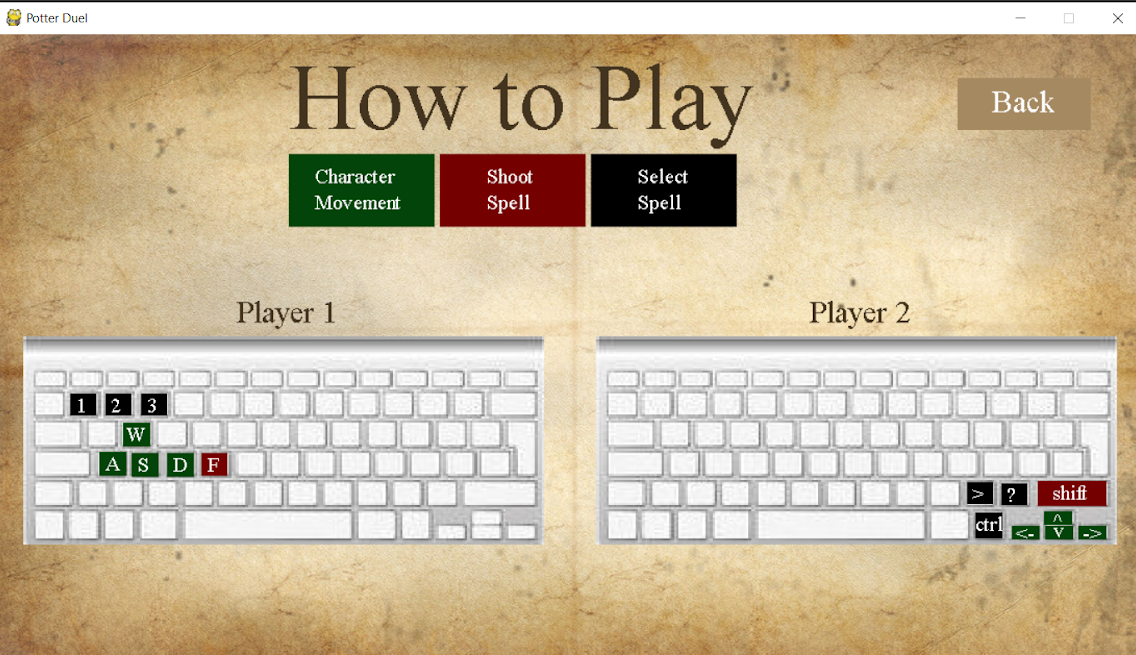 Potter Duel
How to Play
Back
Character
Movement
Shoot
Spell
Select
Spell
Player 1
Player 2
1 2 3
W
A S D F
> ? shift
ctrl <- ^ v ->